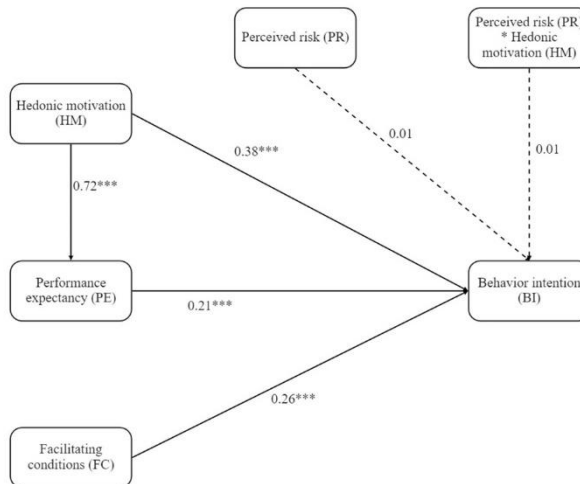 Perceived risk (PR)
Perceived risk (PR)
* Hedonic
motivation (HM)
Hedonic motivation
(HM)
0.01
0.01
0.38***
0.72***
Performance
expectancy (PE)
Behavior intention
(BI)
0.21***
0.26***
Facilitating
conditions (FC)